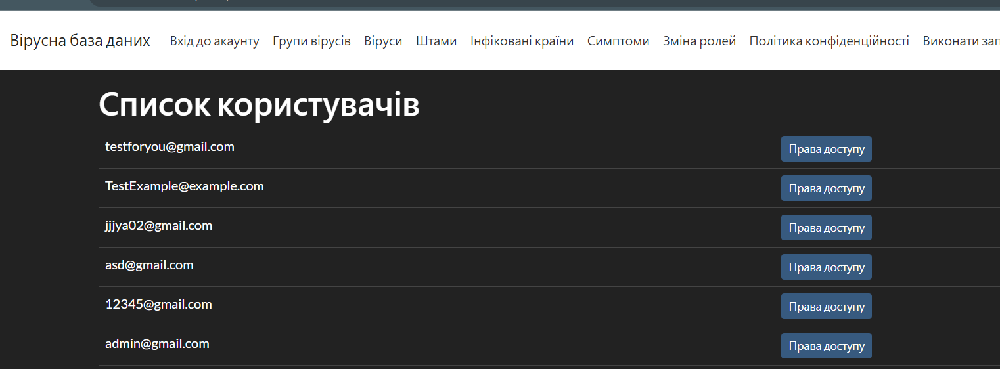 Вірусна база даних Вхід до акаунту Групи вірусів Віруси Штами Інфіковані країни Симптоми Зміна ролей Політика конфіденційності Виконати
Список користувачів
testforyou@gmail.com Права доступу
TestExample@example.com Права доступу
jjjya02@gmail.com Права доступу
asd@gmail.com Права доступу
12345@gmail.com Права доступу
admin@gmail.com Права доступу